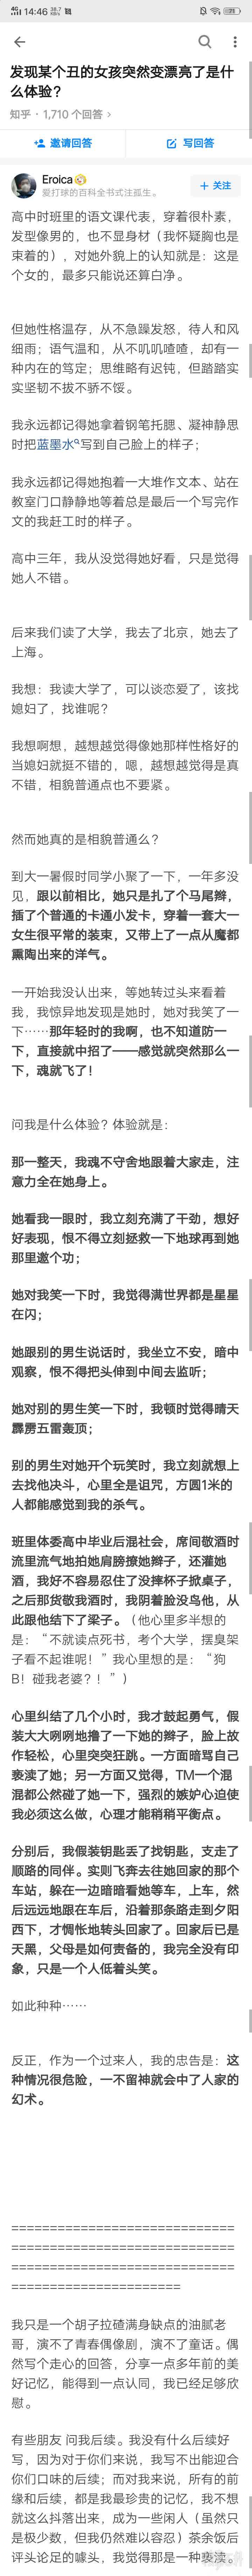 14:46
发现某个丑的女孩突然变漂亮了是什
么体验?
知乎 · 1,710 个回答 >
邀请回答
写回答
Eroica
爱打球的百科全书式注孤生。
+ 关注
高中时班里的语文课代表,穿着很朴素,
发型像男的,也不显身材(我怀疑胸也是
束着的),对她外貌上的认知就是:这是
个女的,最多只能说还算白净。
但她性格温存,从不急躁发怒,待人和风
细雨;语气温和,从不叽叽喳喳,却有一
种内在的笃定;思维略有迟钝,但踏踏实
实坚韧不拔不骄不馁。
我永远都记得她拿着钢笔托腮、凝神静思
时把蓝墨水写到自己脸上的样子;
我永远都记得她抱着一大堆作文本、站在
教室门口静静地等着总是最后一个写完作
文的我赶工时的样子。
高中三年,我从没觉得她好看,只是觉得
她人不错。
后来我们读了大学,我去了北京,她去了
上海。
我想:我读大学了,可以谈恋爱了,该找
媳妇了,找谁呢?
我想啊想,越想越觉得像她那样性格好的
当媳妇就挺不错的,嗯,越想越觉得是真
不错,相貌普通点也不要紧。
然而她真的是相貌普通么?
到大一暑假时同学小聚了一下,一年多没
见,跟以前相比,她只是扎了个马尾辫,
插了个普通的卡通小发卡,穿着一套大一
女生很平常的装束,又带上了一点从魔都
熏陶出来的洋气。
一开始我没认出来,等她转过头来看着
我,我惊异地发现是她时,她对我笑了一
下……那年轻时的我啊,也不知道防一
下,直接就中招了——感觉就突然那么一
下,魂就飞了!
问我是什么体验?体验就是:
那一整天,我魂不守舍地跟着大家走,注
意力全在她身上。
她看我一眼时,我立刻充满了干劲,想好
好表现,恨不得立刻拯救一下地球再到她
那里邀个功;
她对我笑一下时,我觉得满世界都是星星
在闪;
她跟别的男生说话时,我坐立不安,暗中
观察,恨不得把头伸到中间去监听;
她对别的男生笑一下时,我顿时觉得晴天
霹雳五雷轰顶;
别的男生对她开个玩笑时,我立刻就想上
去找他决斗,心里全是诅咒,方圆1米的
人都能感觉到我的杀气。
班里体委高中毕业后混社会,席间敬酒时
流里流气地拍她肩膀撩她辫子,还灌她
酒,我好不容易忍住了没摔杯子掀桌子,
之后那货敬我酒时,我阴着脸没鸟他,从
此跟他结下了梁子。(他心里多半想的
是:“不就读点死书,考个大学,摆臭架
子看不起谁呢!”我心里想的是:“狗
B!碰我老婆?!”)
心里纠结了几个小时,我才鼓起勇气,假
装大大咧咧地撸了一下她的辫子,脸上故
作轻松,心里突突狂跳。一方面暗骂自己
亵渎了她;另一方面又觉得,TM一个混
混都公然碰了她一下,强烈的嫉妒心迫使
我必须这么做,心理才能稍稍平衡点。
分别后,我假装钥匙丢了找钥匙,支走了
顺路的同伴。实则飞奔去往她回家的那个
车站,躲在一边暗暗看她等车,上车,然
后远远地跟在车后,沿着那条路走到夕阳
西下,才惆怅地转头回家了。回家后已是
天黑,父母是如何责备的,我完全没有印
象,只是一个人低着头笑。
如此种种……
反正,作为一个过来人,我的忠告是:这
种情况很危险,一不留神就会中了人家的
幻术。
=============================
=============================
=============================
======================
我只是一个胡子拉碴满身缺点的油腻老
哥,演不了青春偶像剧,演不了童话。偶
然写个走心的回答,分享一点多年前的美
好记忆,能得到一点认同,我已经足够欣
慰。
有些朋友 问我后续。我没有什么后续好
写,因为对于你们来说,我写不出能迎合
你们口味的后续;而对我来说,所有的前
缘和后续,都是我最珍贵的记忆,我不想
就这么抖落出来,成为一些闲人(虽然只
是极少数,但我仍然难以容忍)茶余饭后
评头论足的噱头,我觉得那是一种亵渎。